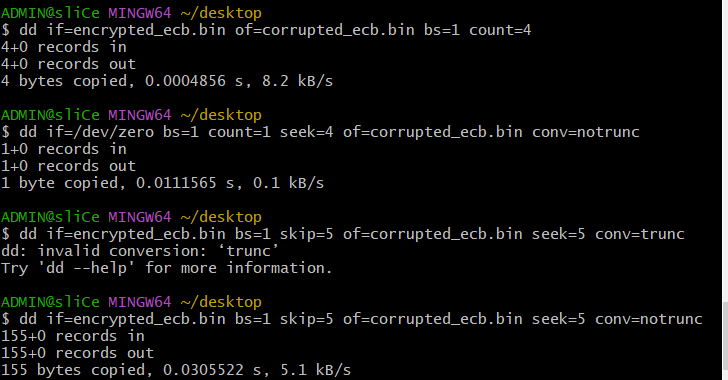 ADMIN@sliCe MINGW64 ~/desktop
$ dd if=encrypted_ecb.bin of=corrupted_ecb.bin bs=1 count=4
4+0 records in
4+0 records out
4 bytes copied, 0.0004856 s, 8.2 kB/s
ADMIN@sliCe MINGW64 ~/desktop
$ dd if=/dev/zero bs=1 count=1 seek=4 of=corrupted_ecb.bin conv=notrunc
1+0 records in
1+0 records out
1 byte copied, 0.0111565 s, 0.1 kB/s
ADMIN@sliCe MINGW64 ~/desktop
$ dd if=encrypted_ecb.bin bs=1 skip=5 of=corrupted_ecb.bin seek=5 conv=trunc
dd: invalid conversion: ‘trunc’
Try 'dd --help' for more information.
ADMIN@sliCe MINGW64 ~/desktop
$ dd if=encrypted_ecb.bin bs=1 skip=5 of=corrupted_ecb.bin seek=5 conv=notrunc
155+0 records in
155+0 records out
155 bytes copied, 0.0305522 s, 5.1 kB/s